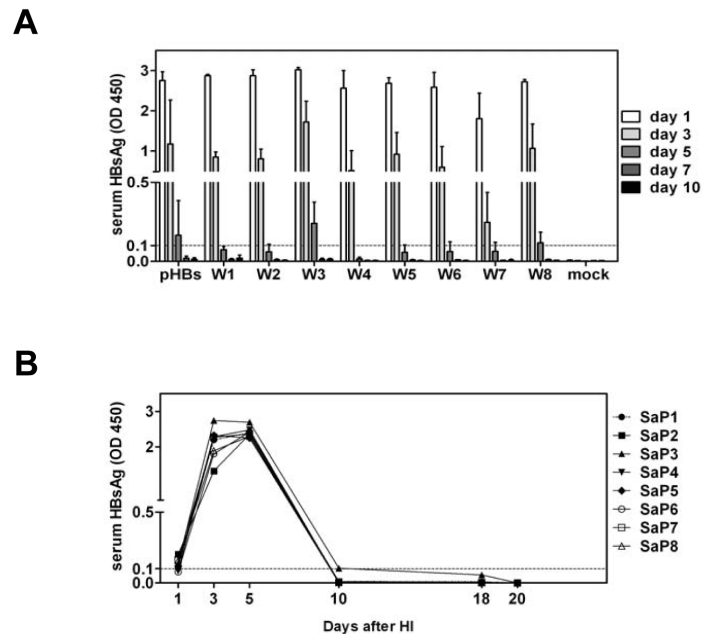 A
serum HBsAg (OD 450)
3
2
1
0.5
0.1
0.0
pHBs W1 W2 W3 W4 W5 W6 W7 W8 mock
day 1
day 3
day 5
day 7
day 10
B
serum HBsAg (OD 450)
3
2
0.5
0.1
0.0
1 3 5 10 18 20
Days after HI
SaP1
SaP2
SaP3
SaP4
SaP5
SaP6
SaP7
SaP8